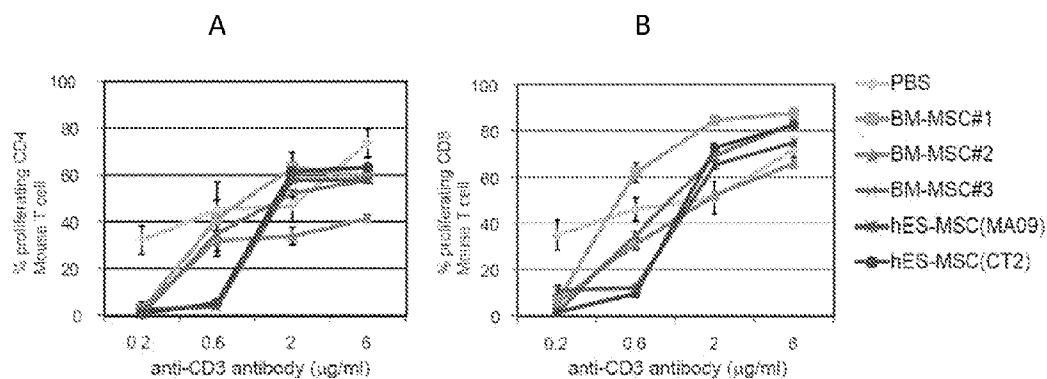 A
B
100
80
60
40
20
0
% proliferating CD4
Mouse T cell
0.2 0.6 2 6
anti-CD3 antibody (µg/ml)
100
80
60
40
20
0
% proliferating CD8
Mouse T cell
0.2 0.6 2 6
anti-CD3 antibody (µg/ml)
PBS
BM-MSC#1
BM-MSC#2
BM-MSC#3
hES-MSC(MA09)
hES-MSC(CT2)